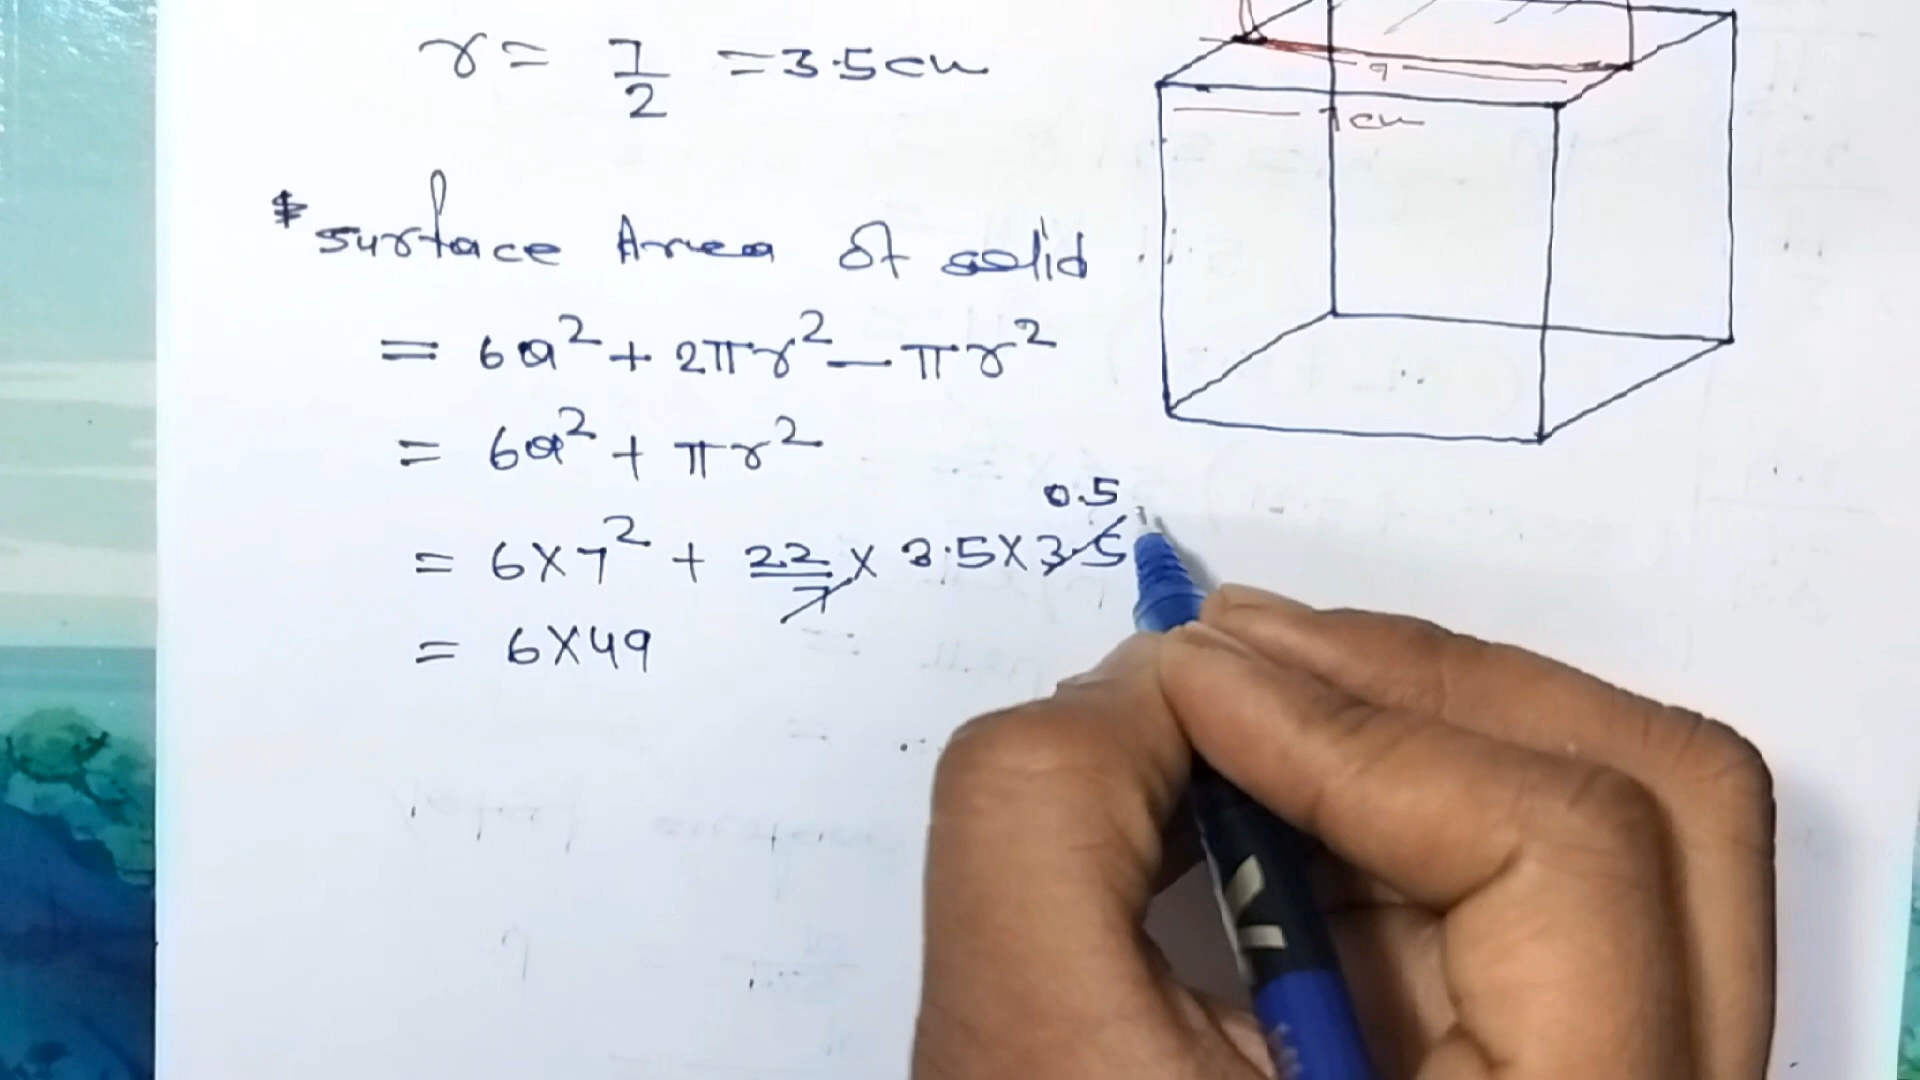 r = 7/2 = 3.5cm
9
7cm
* Surface Area of solid
= 6a² + 2πr² - πr²
= 6a² + πr²
0.5
= 6×7² + 22/7 × 3.5×3.5
= 6×49